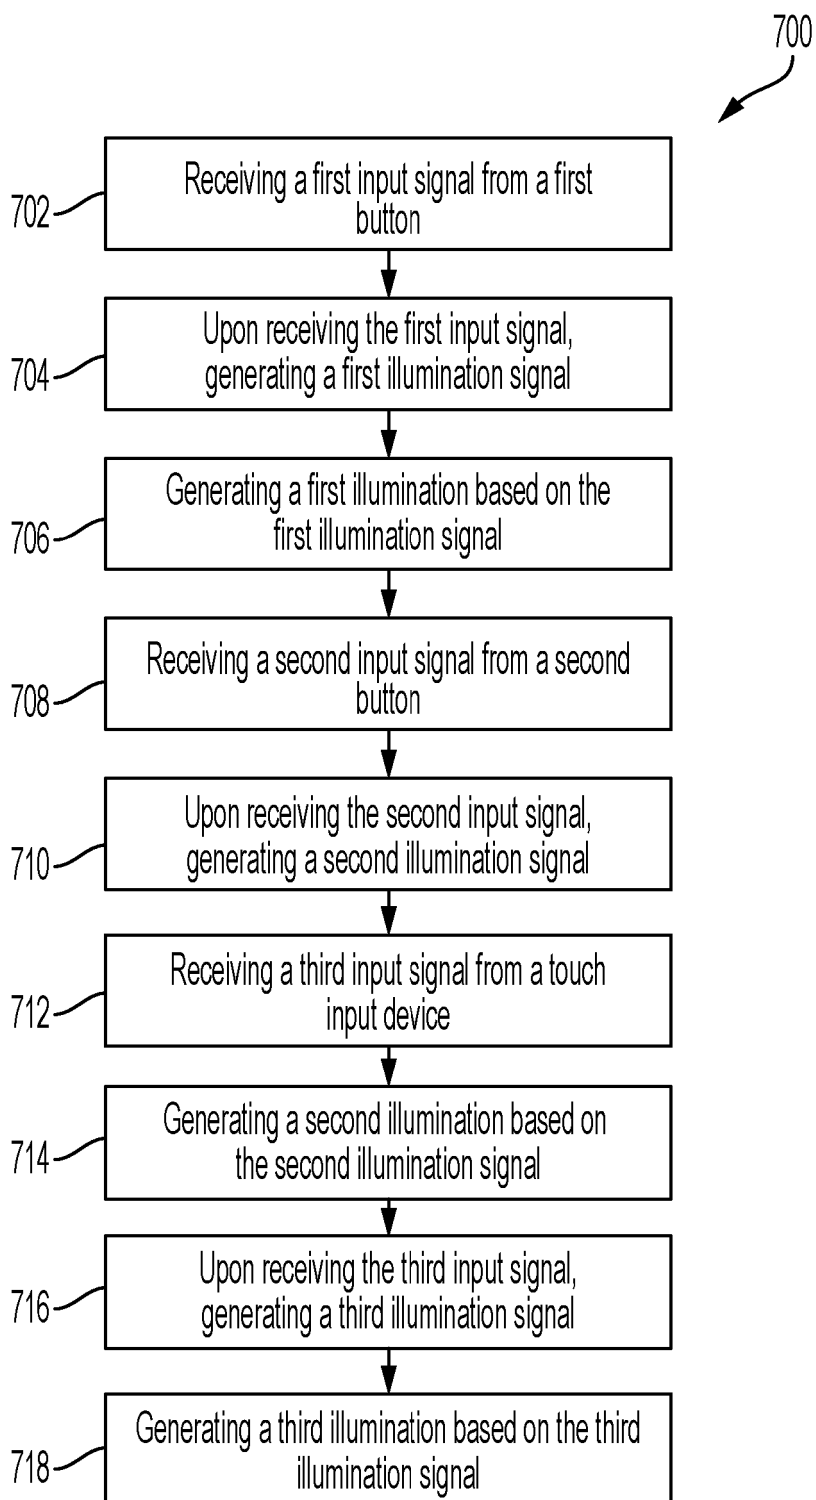 700
Receiving a first input signal from a first
button
702
Upon receiving the first input signal,
generating a first illumination signal
704
Generating a first illumination based on the
first illumination signal
706
Receiving a second input signal from a second
button
708
Upon receiving the second input signal,
generating a second illumination signal
710
Receiving a third input signal from a touch
input device
712
Generating a second illumination based on
the second illumination signal
714
Upon receiving the third input signal,
generating a third illumination signal
716
Generating a third illumination based on the third
illumination signal
718